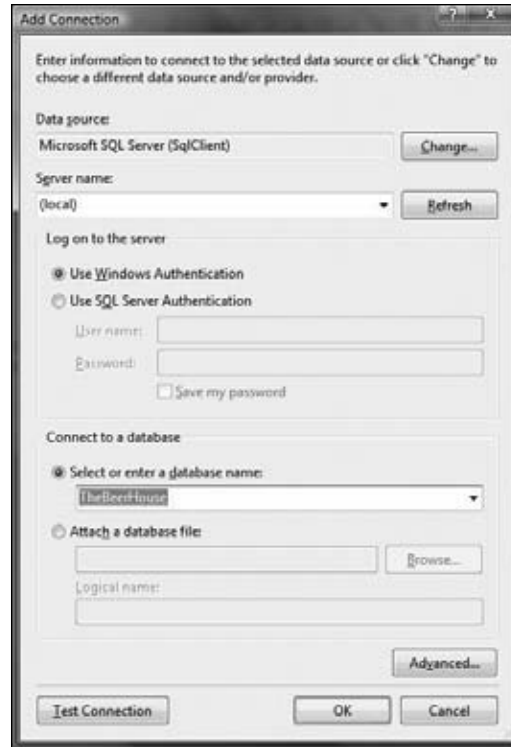 Add Connection
Enter information to connect to the selected data source or click "Change" to
choose a different data source and/or provider.
Data source:
Microsoft SQL Server (SqlClient)
Change...
Server name:
(local)
Refresh
Log on to the server
Use Windows Authentication
Use SQL Server Authentication
User name:
Password:
Save my password
Connect to a database
Select or enter a database name:
TheBeerHouse
Attach a database file:
Browse...
Logical name:
Advanced...
Test Connection
OK
Cancel